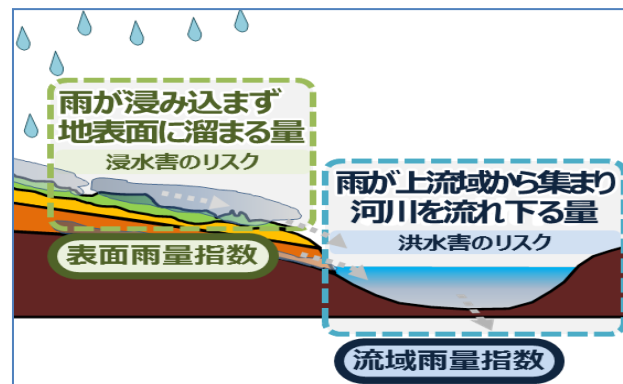 雨が浸み込まず
地表面に溜まる量
浸水害のリスク
表面雨量指数
雨が上流域から集まり
河川を流れ下る量
洪水害のリスク
流域雨量指数